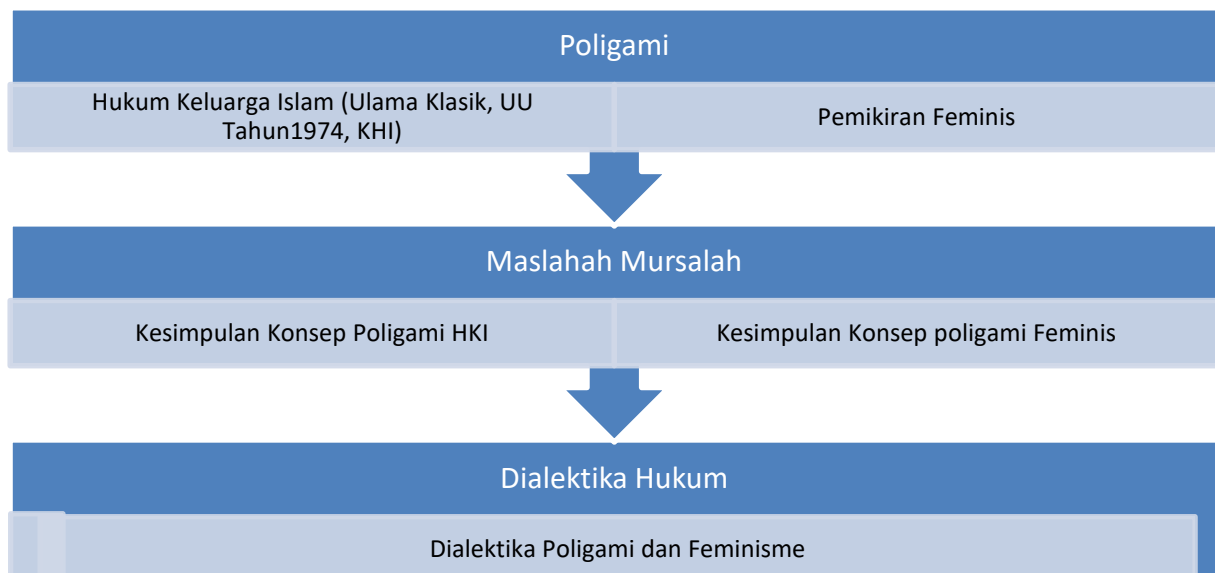 Poligami
Hukum Keluarga Islam (Ulama Klasik, UU
Tahun1974, KHI)
Pemikiran Feminis
Maslahah Mursalah
Kesimpulan Konsep Poligami HKI
Kesimpulan Konsep poligami Feminis
Dialektika Hukum
Dialektika Poligami dan Feminisme